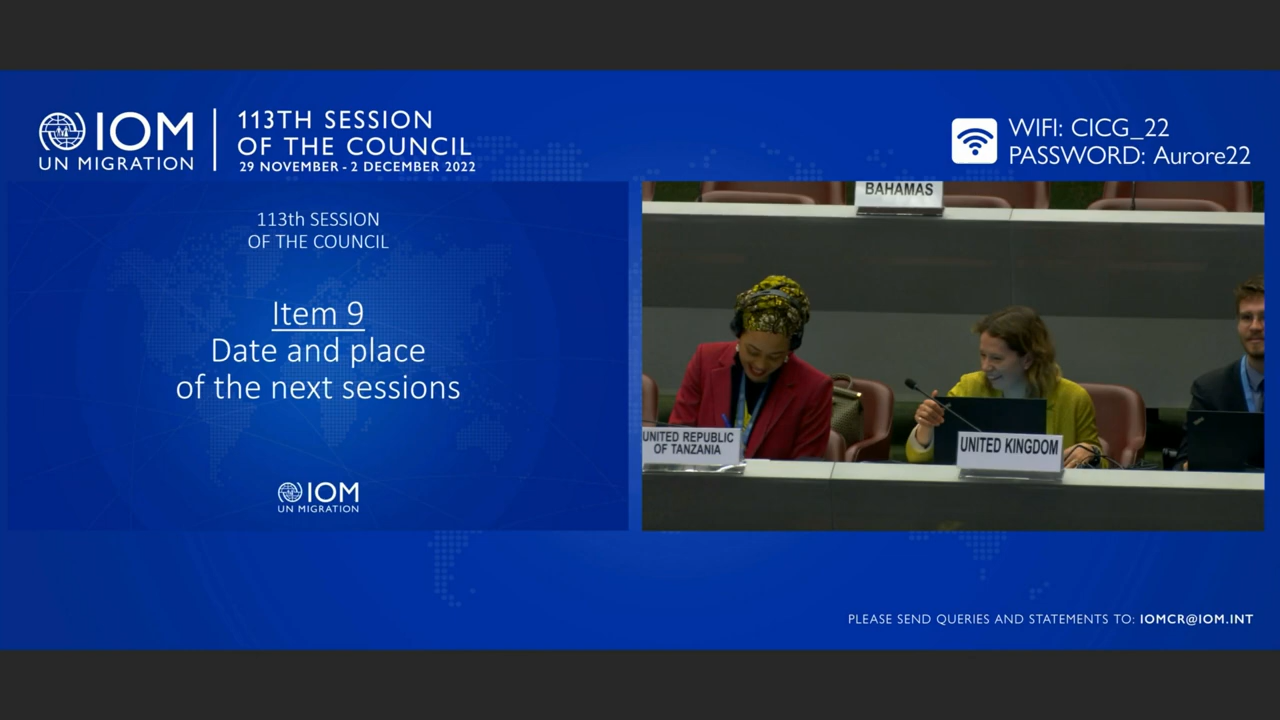 IOM
UN MIGRATION
113TH SESSION
OF THE COUNCIL
29 NOVEMBER - 2 DECEMBER 2022
WIFI: CICG_22
PASSWORD: Aurore22
113th SESSION
OF THE COUNCIL
Item 9
Date and place
of the next sessions
IOM
UN MIGRATION
BAHAMAS
UNITED REPUBLIC
OF TANZANIA
UNITED KINGDOM
PLEASE SEND QUERIES AND STATEMENTS TO: IOMCR@IOM.INT